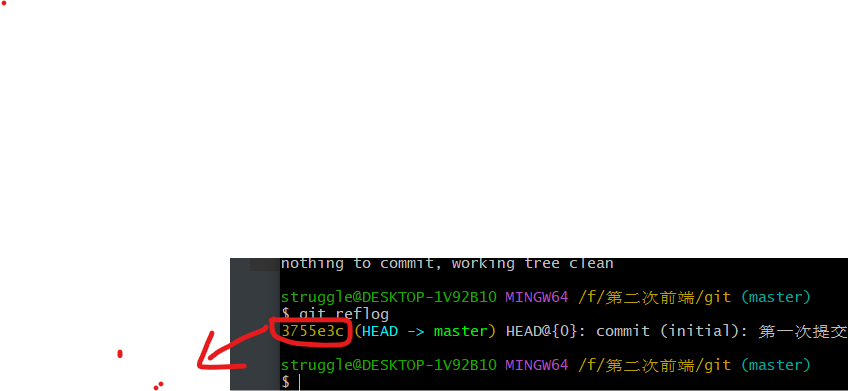 nothing to commit, working tree clean
struggle@DESKTOP-1V92B10 MINGW64 /f/第二次前端/git (master)
$ git reflog
3755e3c (HEAD -> master) HEAD@{0}: commit (initial): 第一次提交
struggle@DESKTOP-1V92B10 MINGW64 /f/第二次前端/git (master)
$